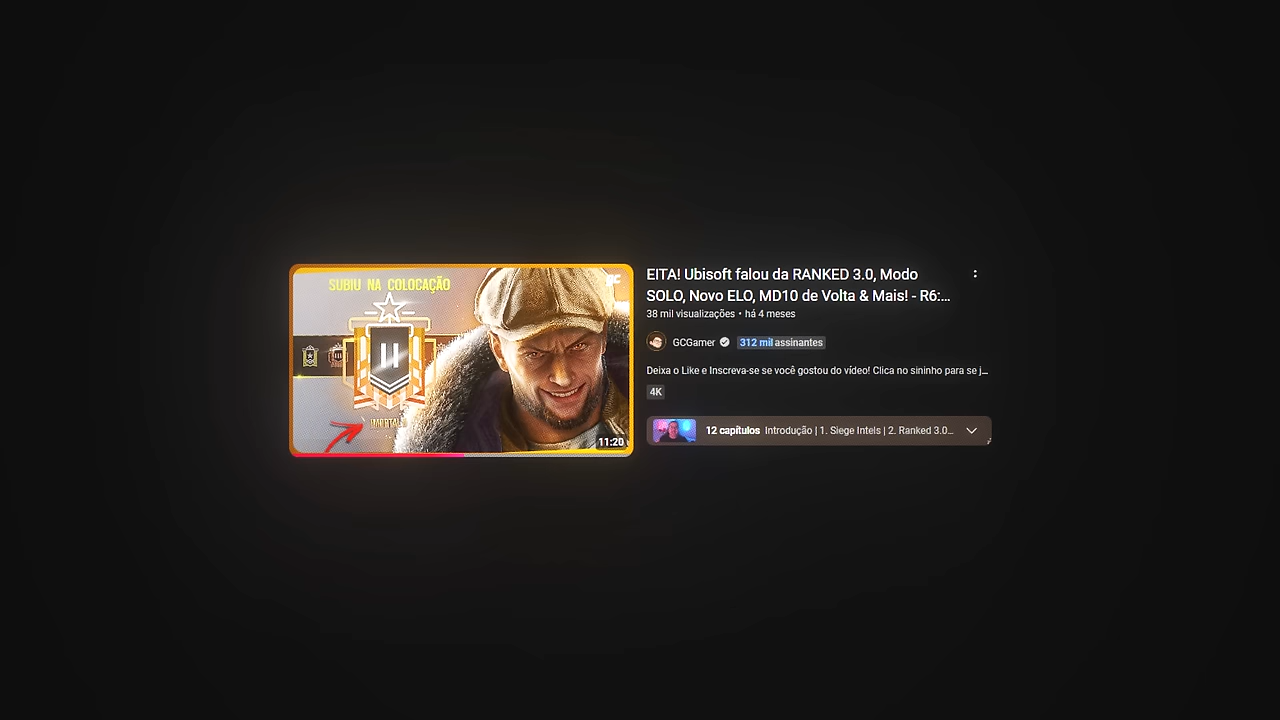 SUBIU NA COLOCAÇÃO
II
11:20
EITA! Ubisoft falou da RANKED 3.0, Modo
SOLO, Novo ELO, MD10 de Volta & Mais! - R6:...
38 mil visualizações • há 4 meses
GCGamer
312 mil assinantes
Deixa o Like e Inscreva-se se você gostou do vídeo! Clica no sininho para se j...
4K
12 capítulos Introdução | 1. Siege Intels | 2. Ranked 3.0...